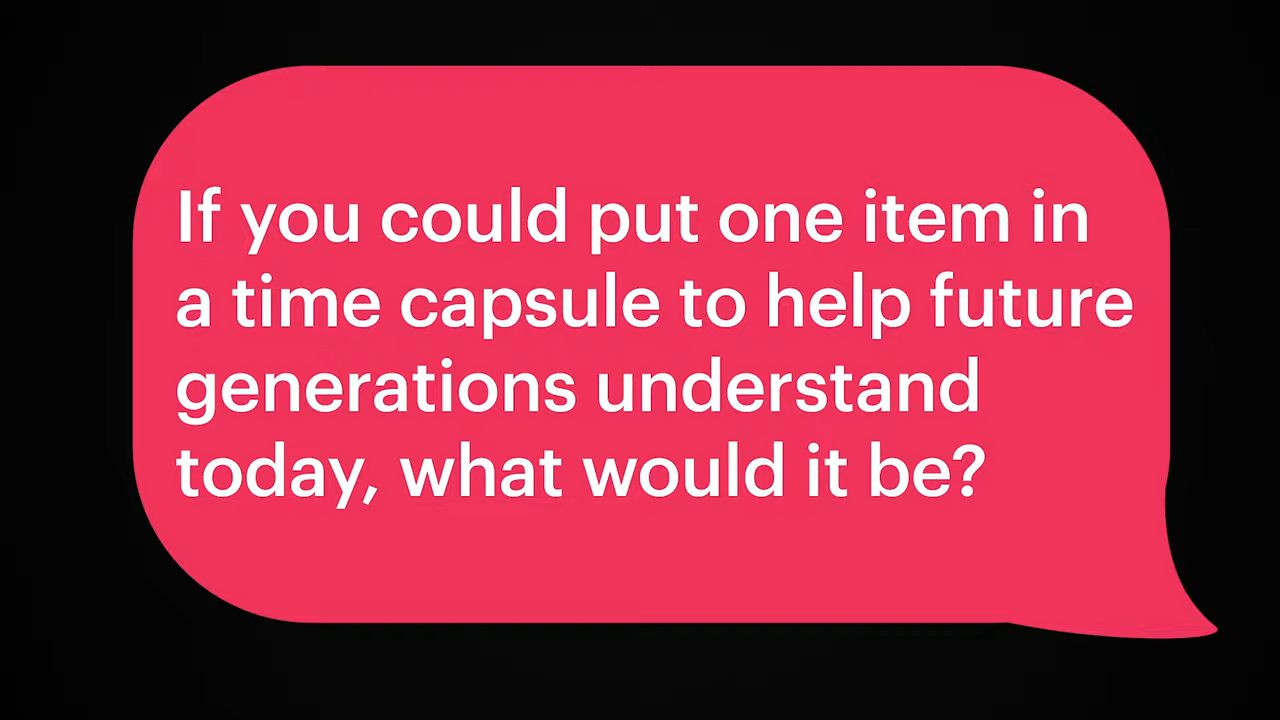 If you could put one item in
a time capsule to help future
generations understand
today, what would it be?